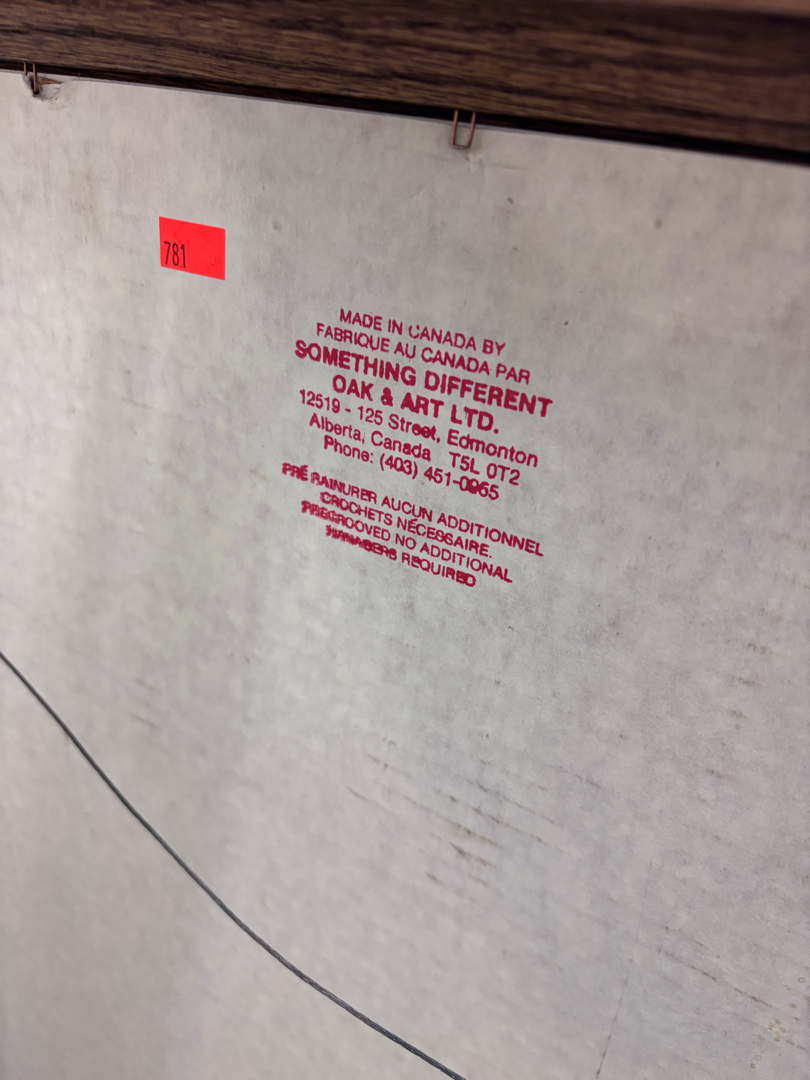 781
MADE IN CANADA BY
FABRIQUE AU CANADA PAR
SOMETHING DIFFERENT
OAK & ART LTD.
12519 - 125 Street, Edmonton
Alberta, Canada T5L 0T2
Phone: (403) 451-0965
PRÉ RAINURER AUCUN ADDITIONNEL
CROCHETS NÉCESSAIRE.
PREGROOVED NO ADDITIONAL
HANGERS REQUIRED